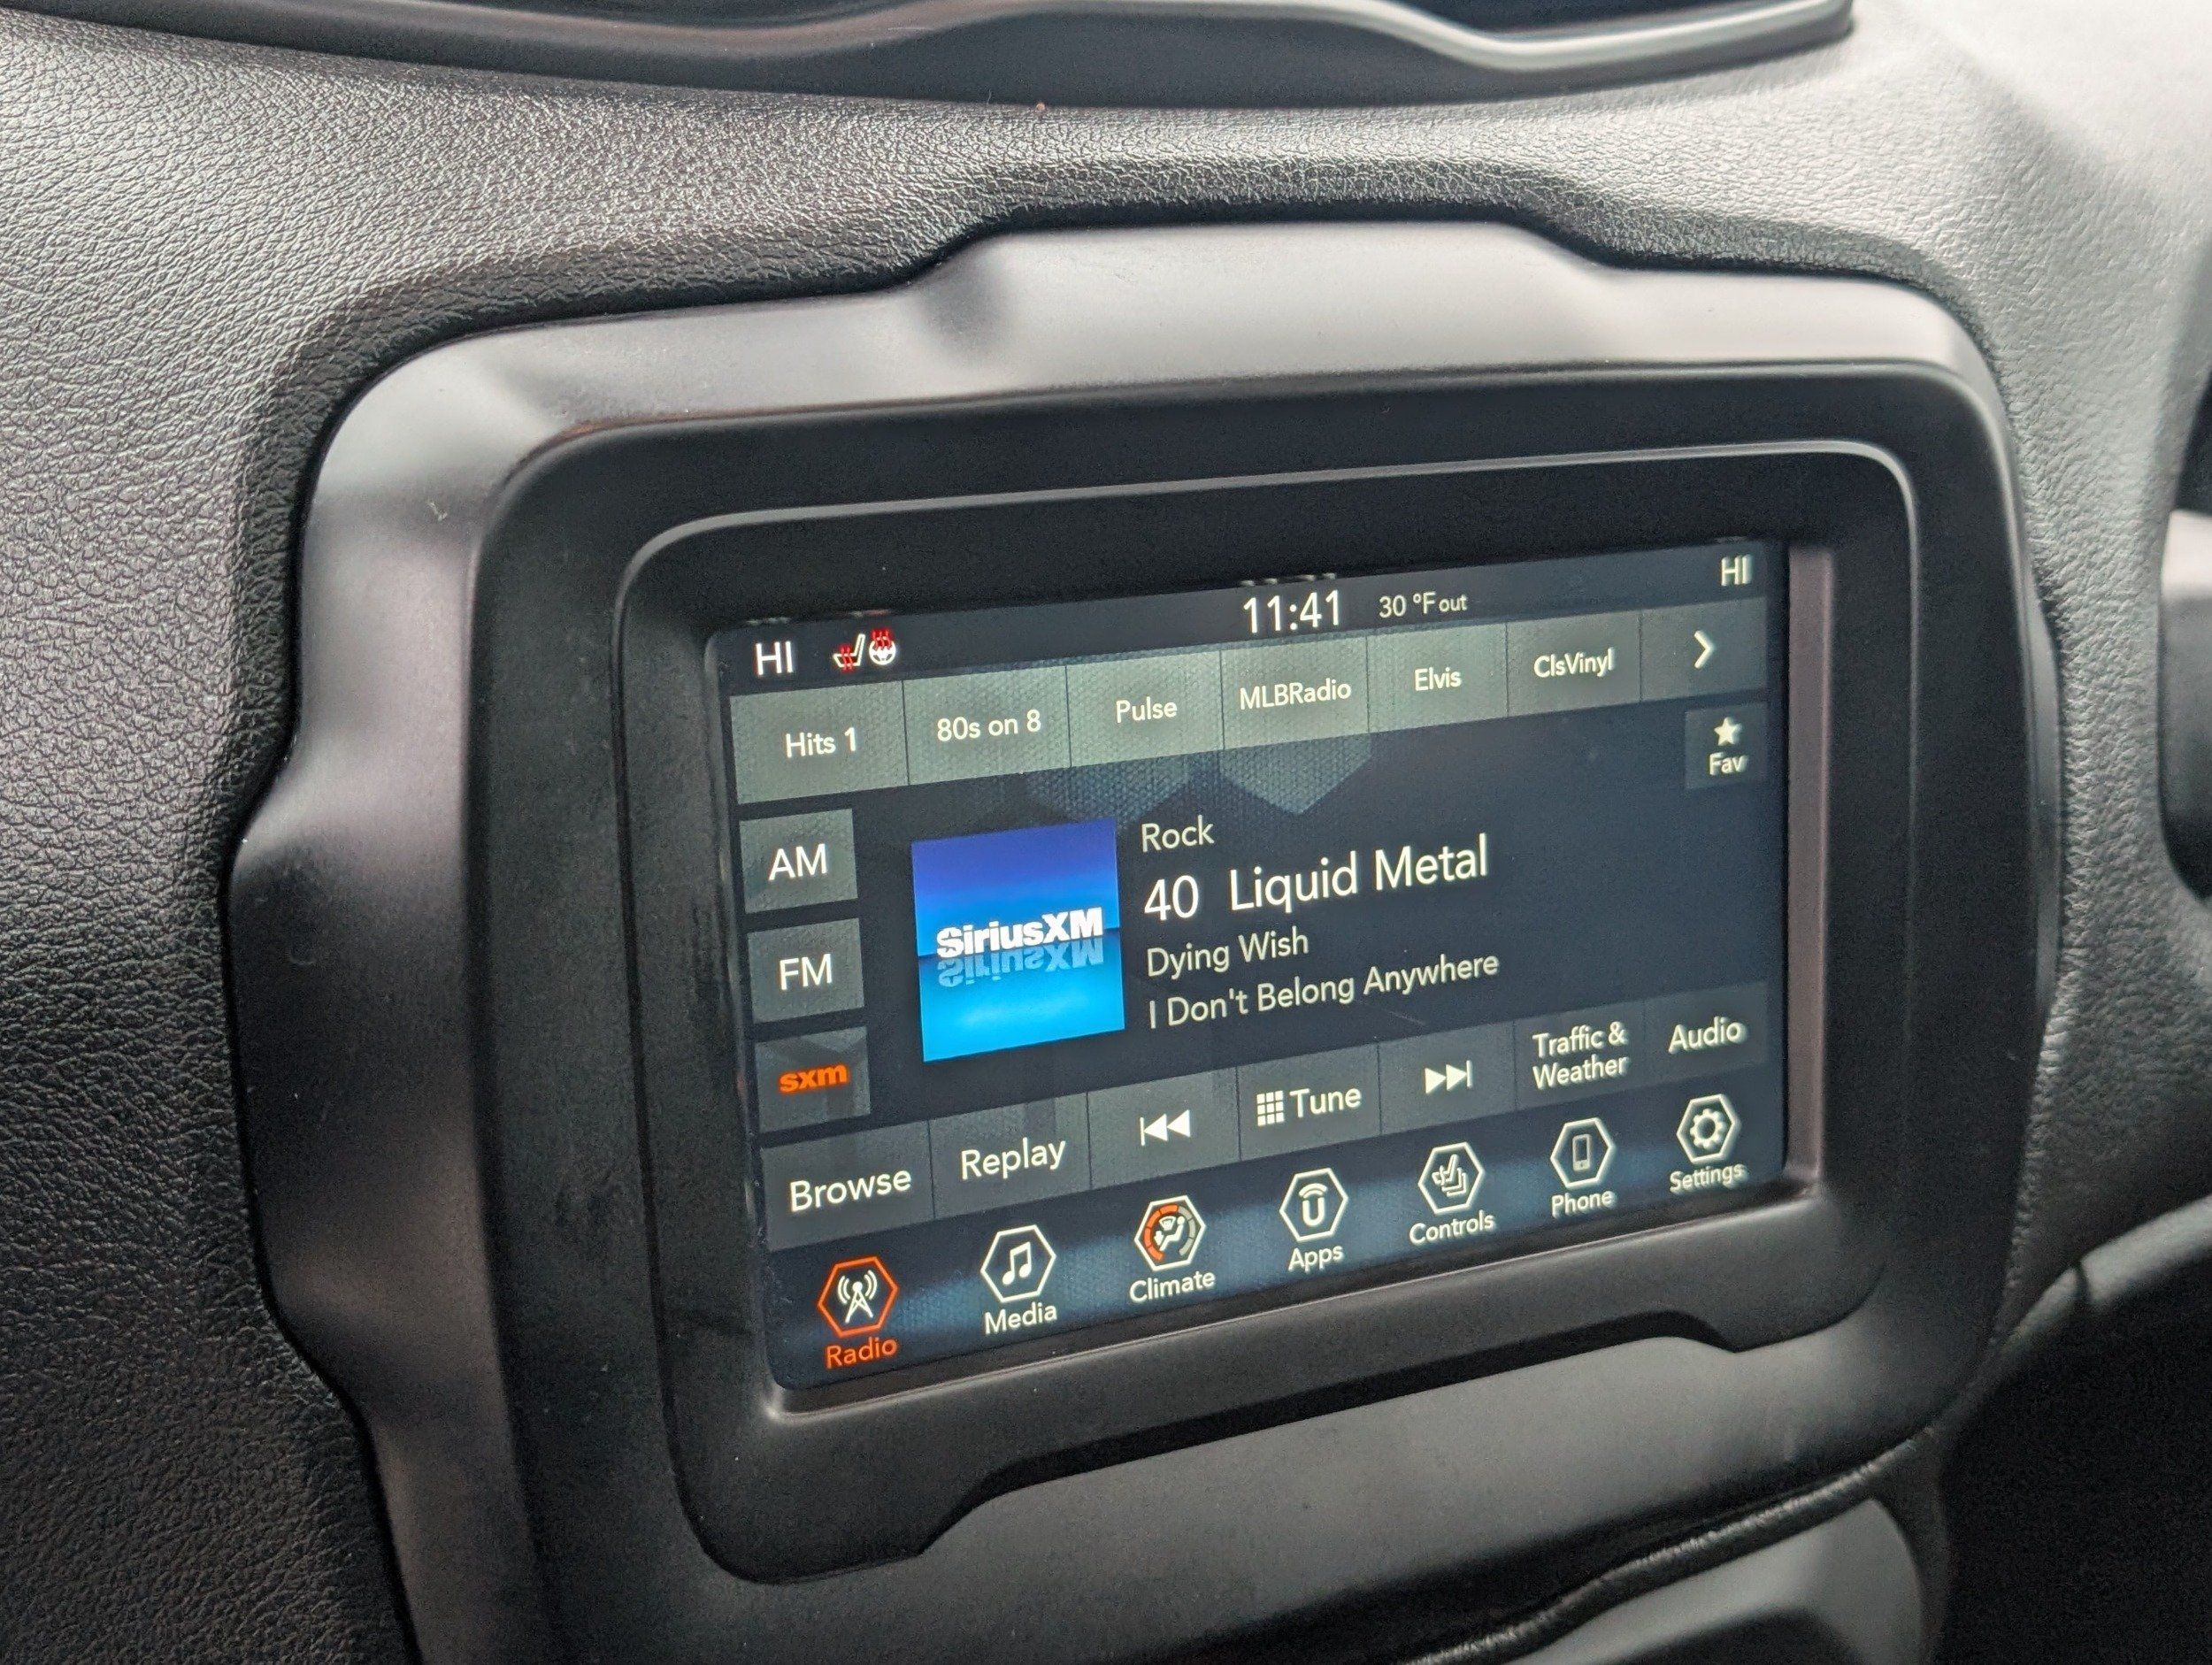 HI 11:41 30 °F out HI
Hits 1 80s on 8 Pulse MLBRadio Elvis ClsVinyl
Fav
AM
FM
sxm
SiriusXM
Rock
40 Liquid Metal
Dying Wish
I Don't Belong Anywhere
Browse Replay Tune Traffic & Weather Audio
Radio Media Climate Apps Controls Phone Settings